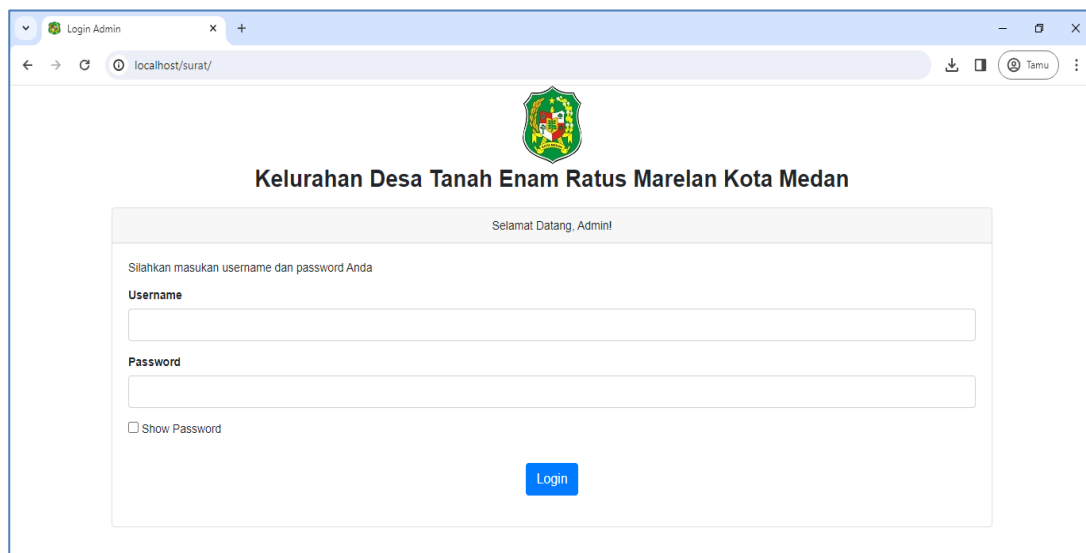 Login Admin
localhost/surat/
Tamu
Kelurahan Desa Tanah Enam Ratus Marelan Kota Medan
Selamat Datang, Admin!
Silahkan masukan username dan password Anda
Username
Password
Show Password
Login